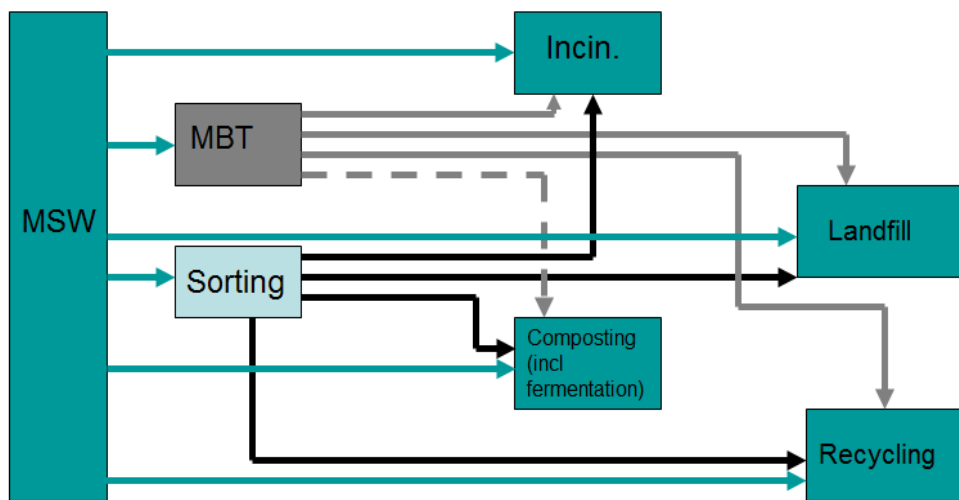 Incin.
MBT
MSW
Landfill
Sorting
Composting
(incl
fermentation)
Recycling